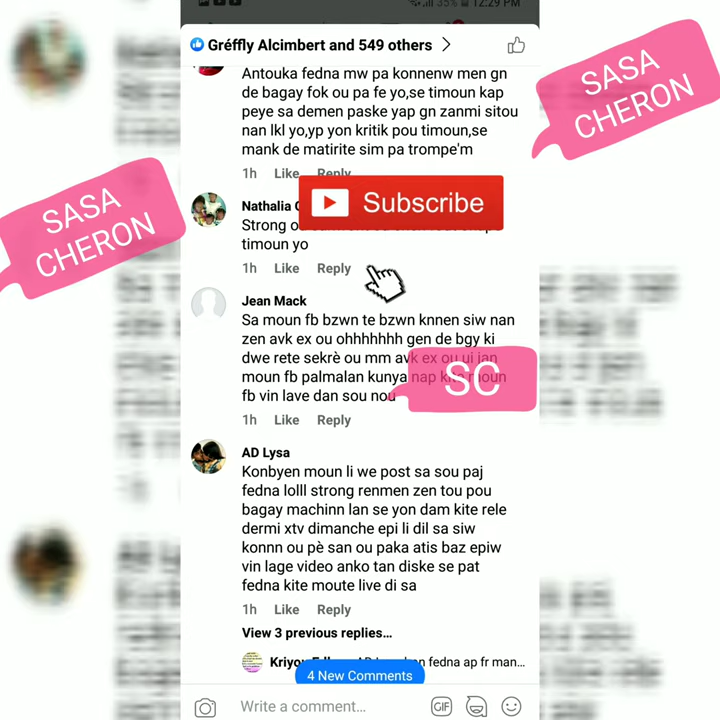 35% 12:29 PM
Gréffly Alcimbert and 549 others
Antouka fedna mw pa konnenw men gn
de bagay fok ou pa fe yo,se timoun kap
peye sa demen paske yap gn zanmi sitou
nan lkl yo,yp yon kritik pou timoun,se
mank de matirite sim pa trompe'm
1h Like Reply
SASA
CHERON
SASA
CHERON
Subscribe
Nathalia
Strong
timoun yo
1h Like Reply
Jean Mack
Sa moun fb bzwn te bzwn knnen siw nan
zen avk ex ou ohhhhhhh gen de bgy ki
dwe rete sekrè ou mm avk ex ou ui jan
moun fb palmalan kunya nap kite moun
fb vin lave dan sou nou
SC
1h Like Reply
AD Lysa
Konbyen moun li we post sa sou paj
fedna lolll strong renmen zen tou pou
bagay machinn lan se yon dam kite rele
dermi xtv dimanche epi li dil sa siw
konnn ou pè san ou paka atis baz epiw
vin lage video anko tan diske se pat
fedna kite moute live di sa
1h Like Reply
View 3 previous replies...
fedna ap fr man...
4 New Comments
Write a comment...
GIF